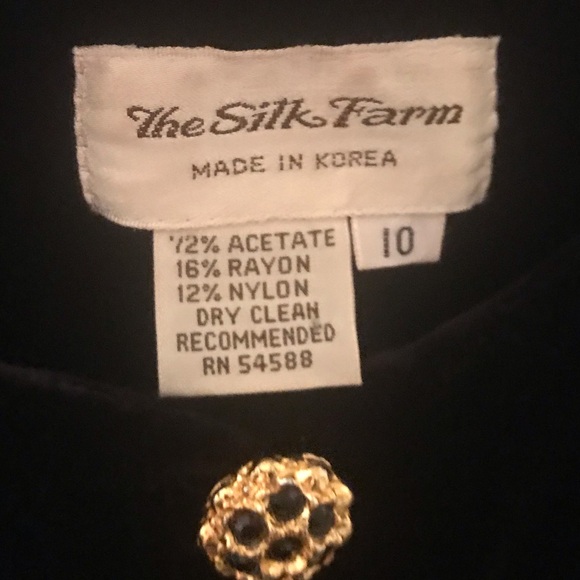 The Silk Farm
MADE IN KOREA
72% ACETATE
16% RAYON
12% NYLON
DRY CLEAN
RECOMMENDED
RN 54588
10